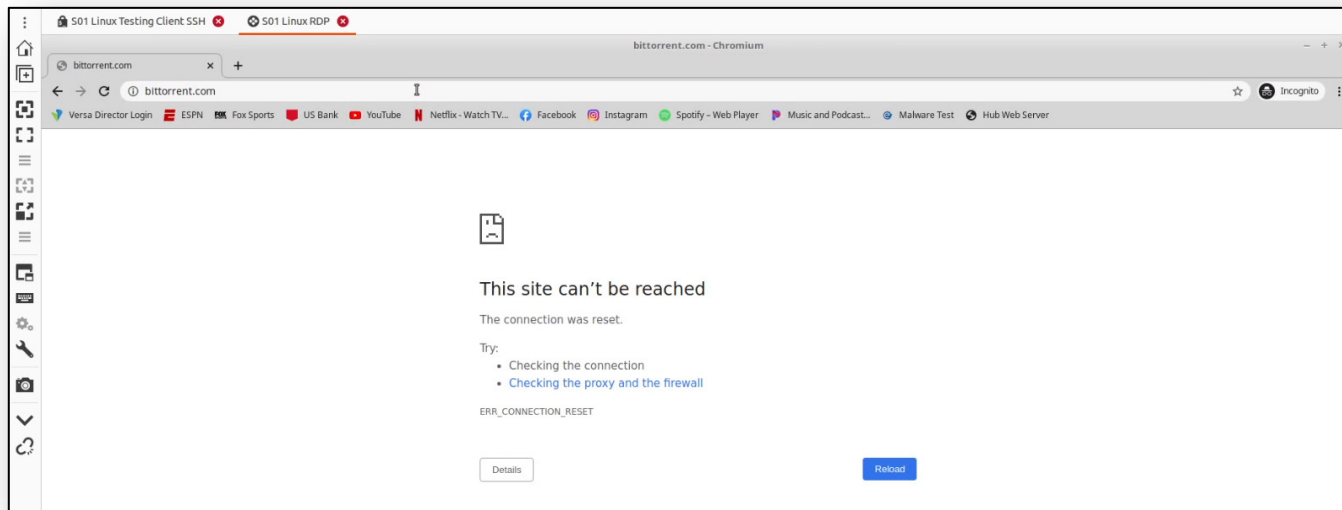 S01 Linux Testing Client SSH S01 Linux RDP
bittorrent.com - Chromium
bittorrent.com
bittorrent.com Incognito
Versa Director Login ESPN Fox Sports US Bank YouTube Netflix - Watch TV... Facebook Instagram Spotify – Web Player Music and Podcast... Malware Test Hub Web Server
This site can’t be reached
The connection was reset.
Try:
• Checking the connection
• Checking the proxy and the firewall
ERR_CONNECTION_RESET
Details Reload